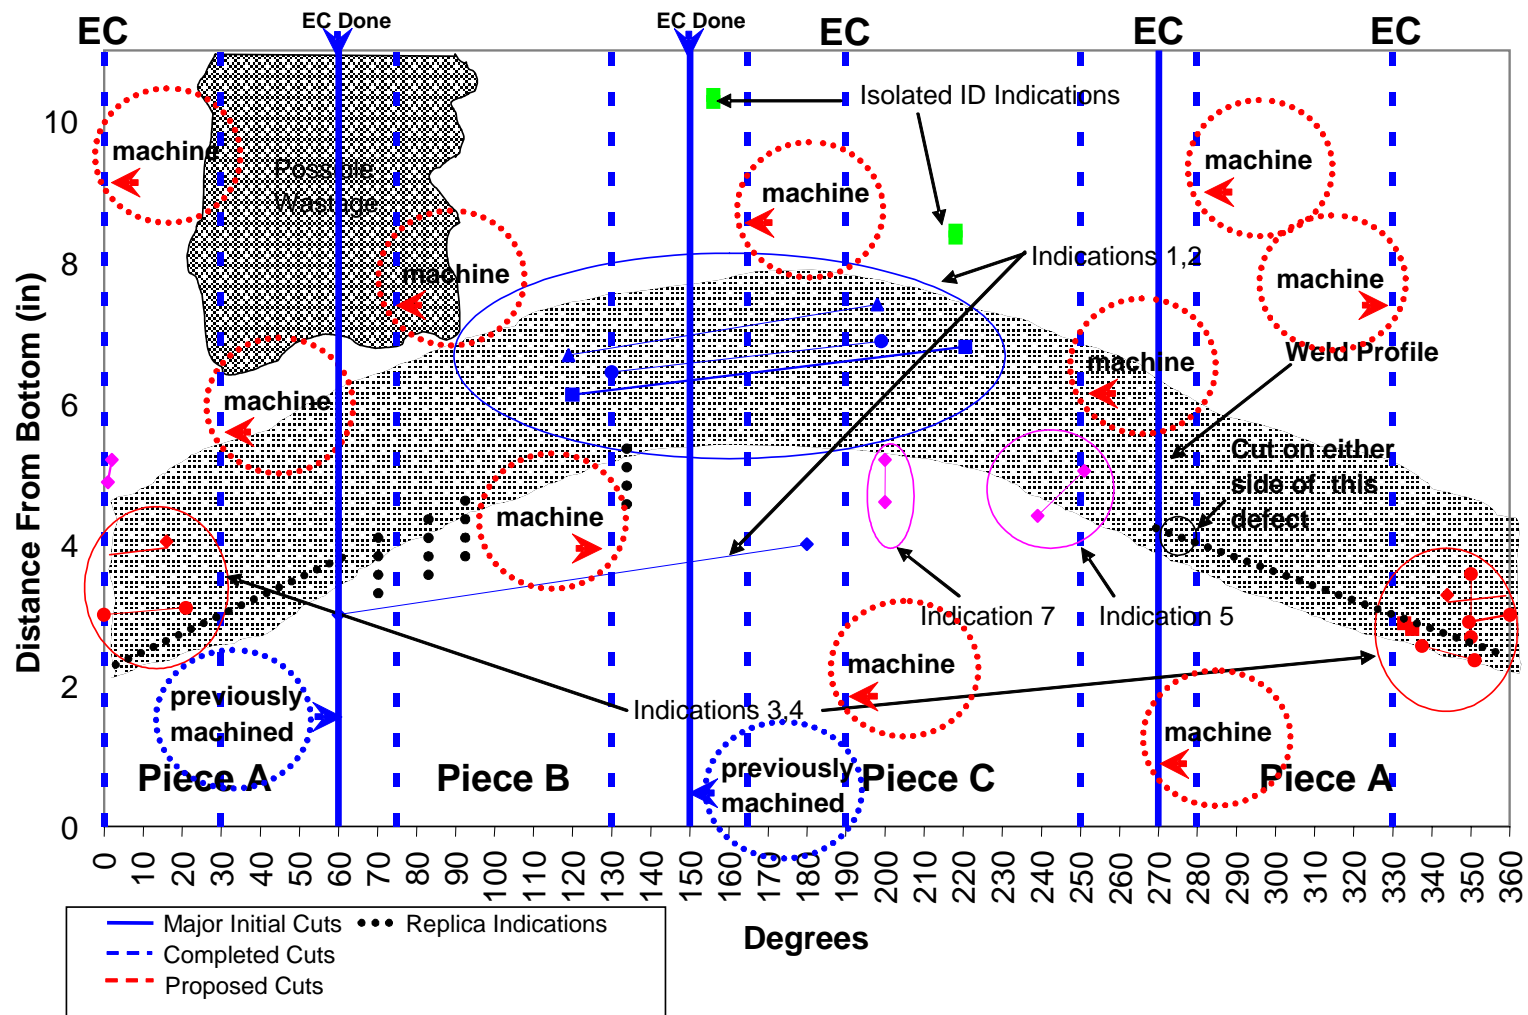 EC
EC Done
EC Done
EC
EC
EC
Distance From Bottom (in)
10
8
6
4
2
0
Isolated ID Indications
machine
Possible
Wastage
machine
machine
machine
machine
Indications 1,2
machine
machine
Weld Profile
machine
Cut on either
side of this
defect
machine
Indication 7
Indication 5
machine
previously
machined
Indications 3,4
machine
previously
machined
Piece A
Piece B
Piece C
Piece A
0
10
20
30
40
50
60
70
80
90
100
110
120
130
140
150
160
170
180
190
200
210
220
230
240
250
260
270
280
290
300
310
320
330
340
350
360
Degrees
Major Initial Cuts
Replica Indications
Completed Cuts
Proposed Cuts